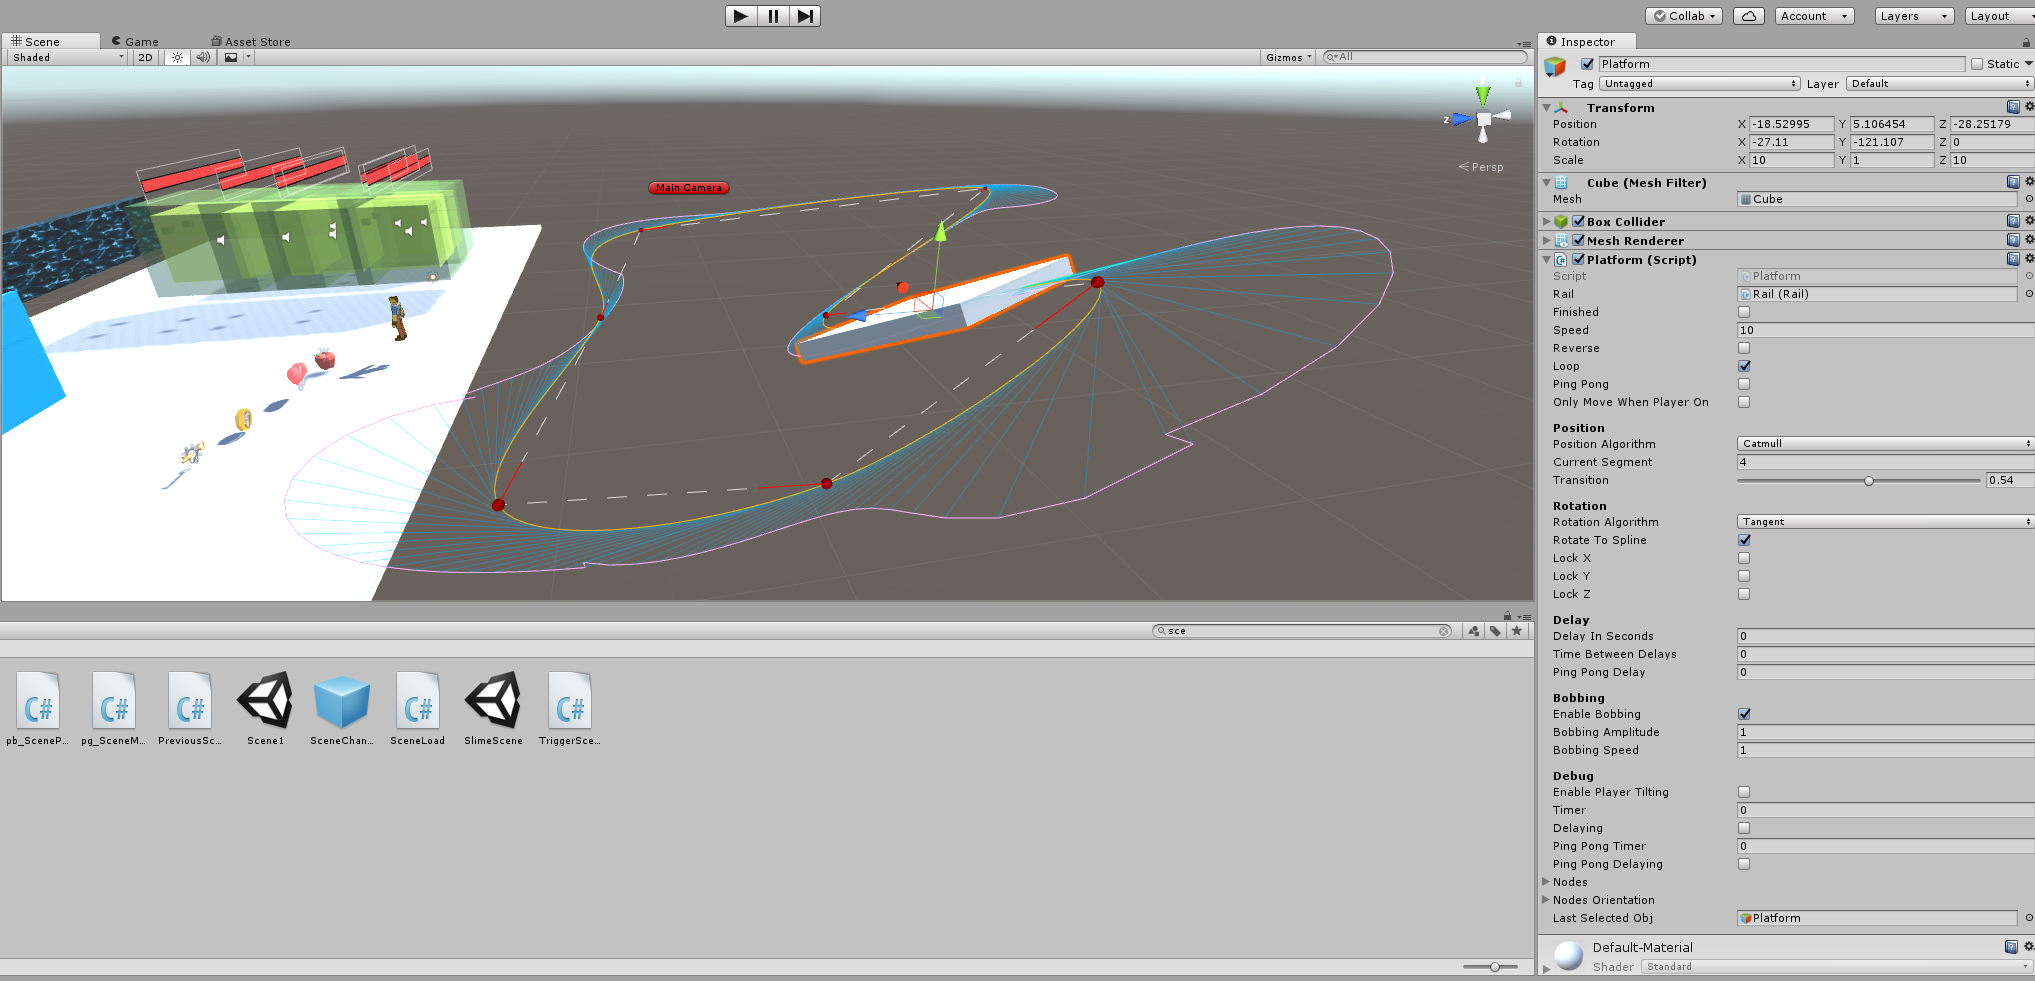 Collab
Account
Layers
Layout
Scene
Game
Asset Store
Inspector
Shaded
2D
Gizmos
All
Platform
Static
Tag
Untagged
Layer
Default
Transform
Position X -18.52995 Y 5.106454 Z -28.25179
Rotation X -27.11 Y -121.107 Z 0
Scale X 10 Y 1 Z 10
Cube (Mesh Filter)
Mesh Cube
Box Collider
Mesh Renderer
Platform (Script)
Script Platform
Rail Rail (Rail)
Finished
Speed 10
Reverse
Loop
Ping Pong
Only Move When Player On
Position
Position Algorithm Catmull
Current Segment 4
Transition 0.54
Rotation
Rotation Algorithm Tangent
Rotate To Spline
Lock X
Lock Y
Lock Z
Delay
Delay In Seconds 0
Time Between Delays 0
Ping Pong Delay 0
Bobbing
Enable Bobbing
Bobbing Amplitude 1
Bobbing Speed 1
Debug
Enable Player Tilting
Timer 0
Delaying
Ping Pong Timer 0
Ping Pong Delaying
Nodes
Nodes Orientation
Last Selected Obj Platform
Default-Material
Shader Standard
z
Persp
Main Camera
sce
C# C# C# C# C#
pb_SceneP... pg_SceneM... PreviousSc... Scene1 SceneChan... SceneLoad SlimeScene TriggerSce...